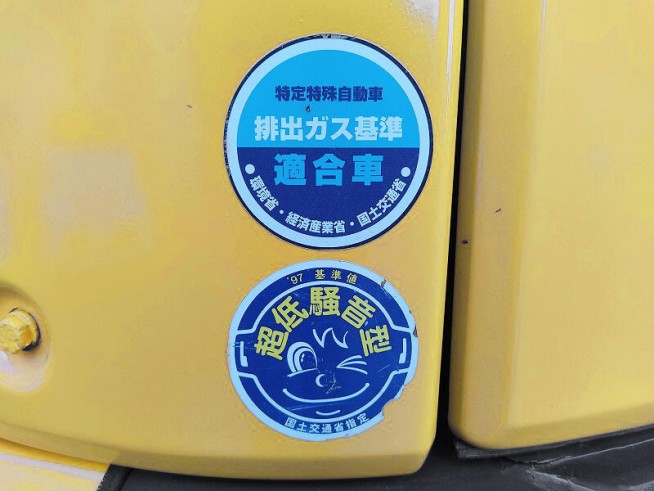 特定特殊自動車
排出ガス基準
適合車
環境省・経済産業省・国土交通省
'97 基準値
超低騒音型
国土交通省指定